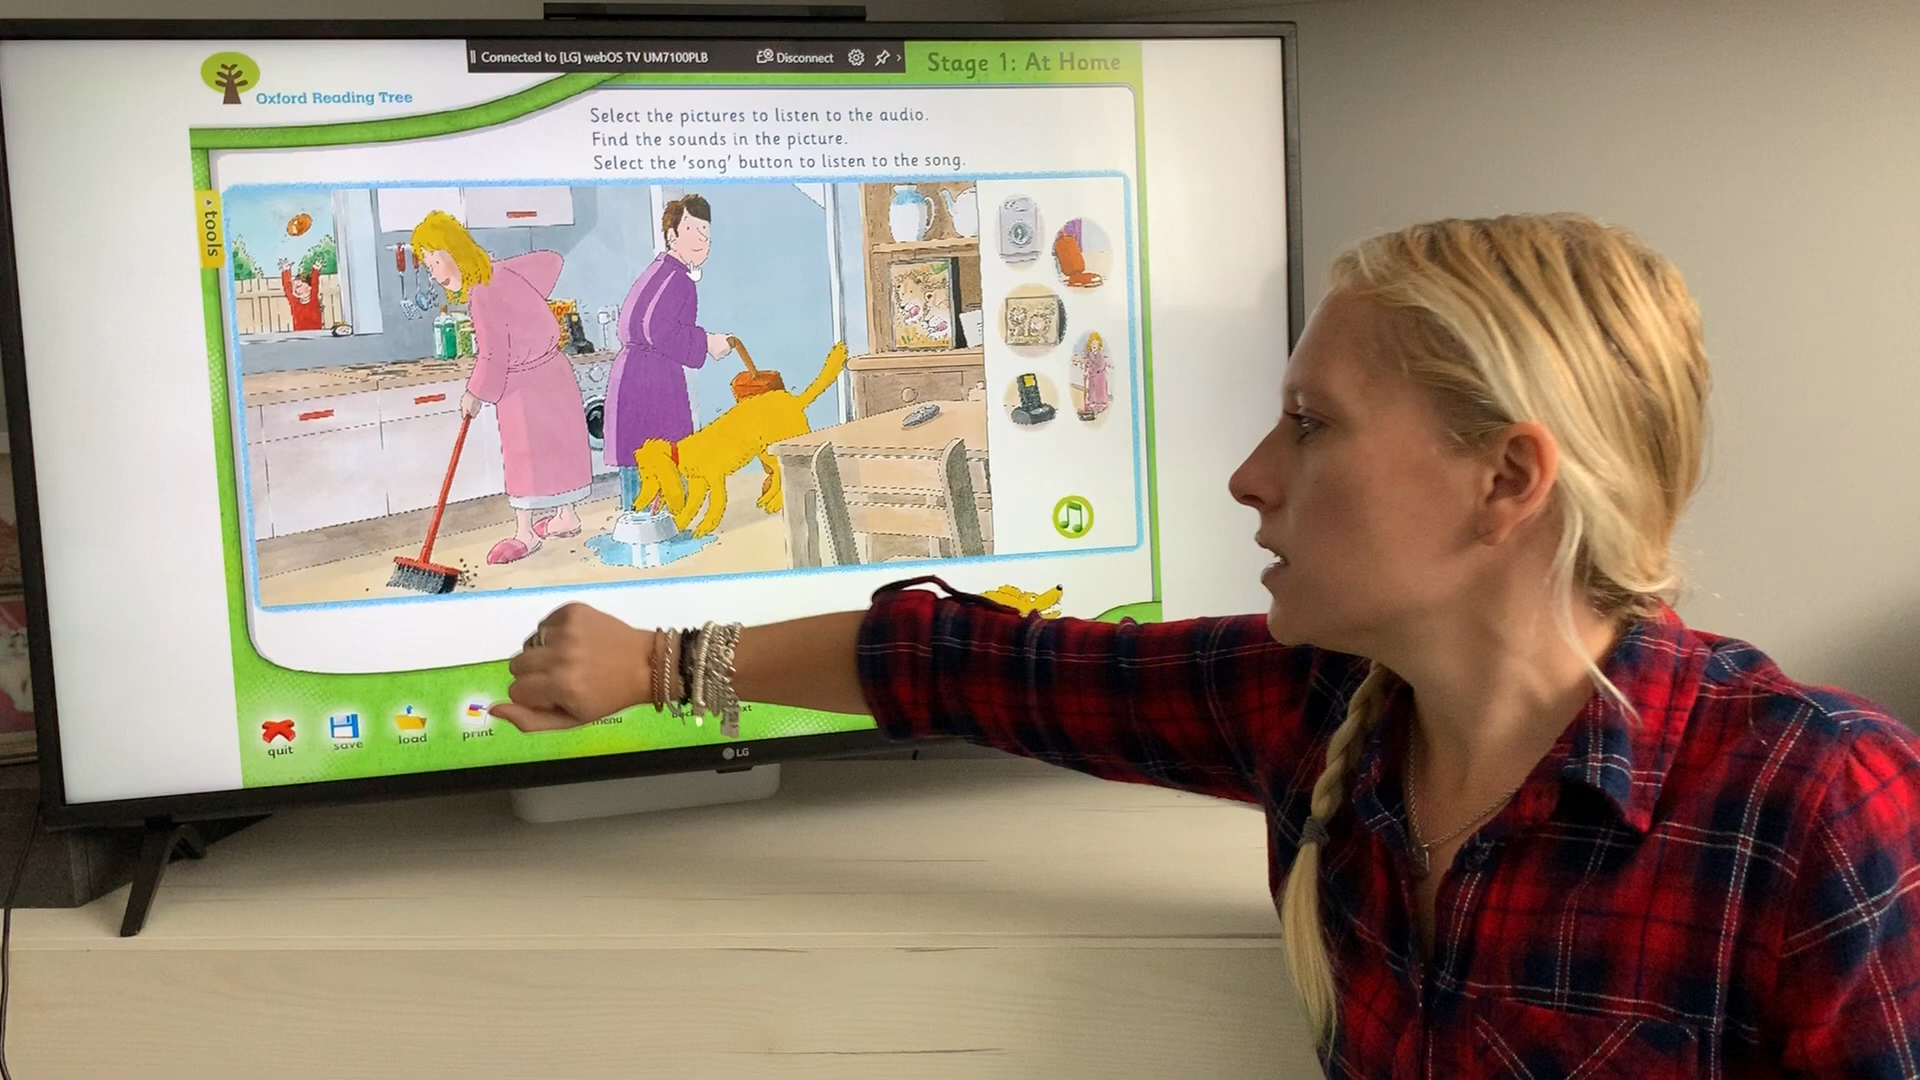 Connected to [LG] webOS TV UM7100PLB
Disconnect
Stage 1: At Home
Oxford Reading Tree
Select the pictures to listen to the audio.
Find the sounds in the picture.
Select the 'song' button to listen to the song.
tools
quit
save
load
print
LG